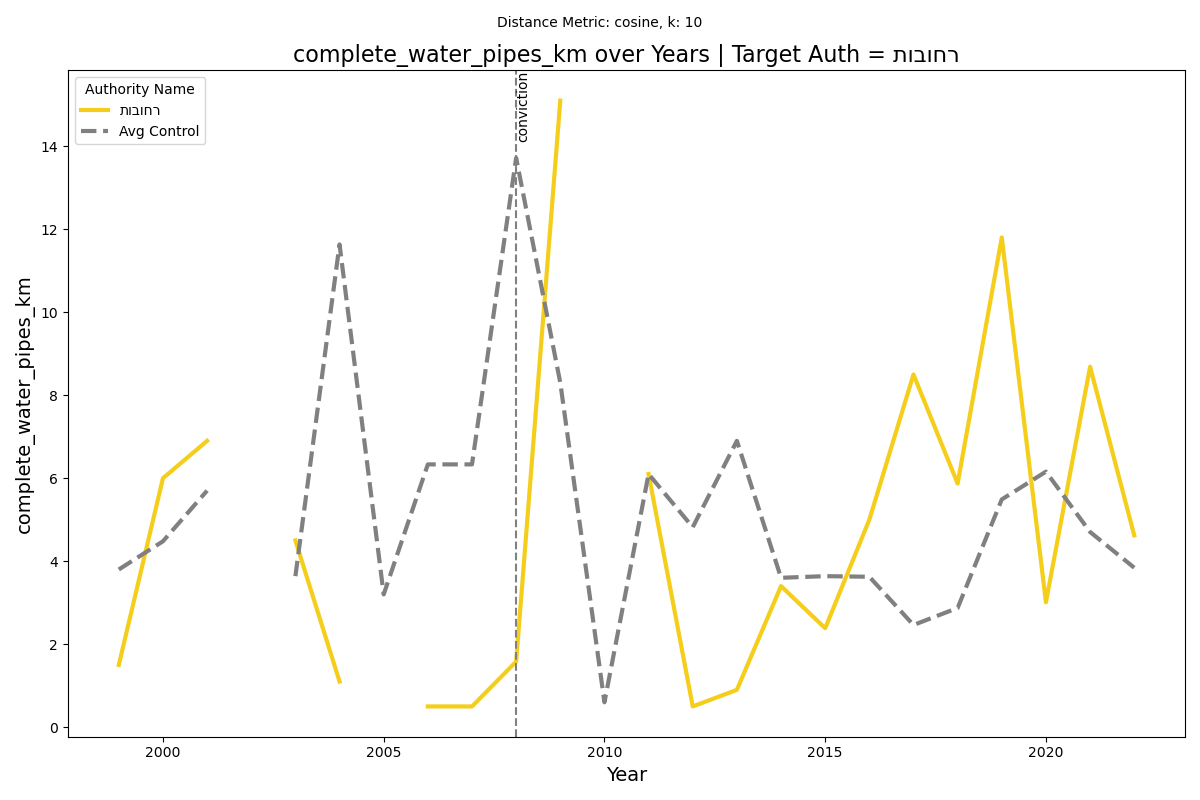 Distance Metric: cosine, k: 10
complete_water_pipes_km over Years | Target Auth = תובוחר
Authority Name
תובוחר
Avg Control
conviction
complete_water_pipes_km
14
12
10
8
6
4
2
0
2000 2005 2010 2015 2020
Year